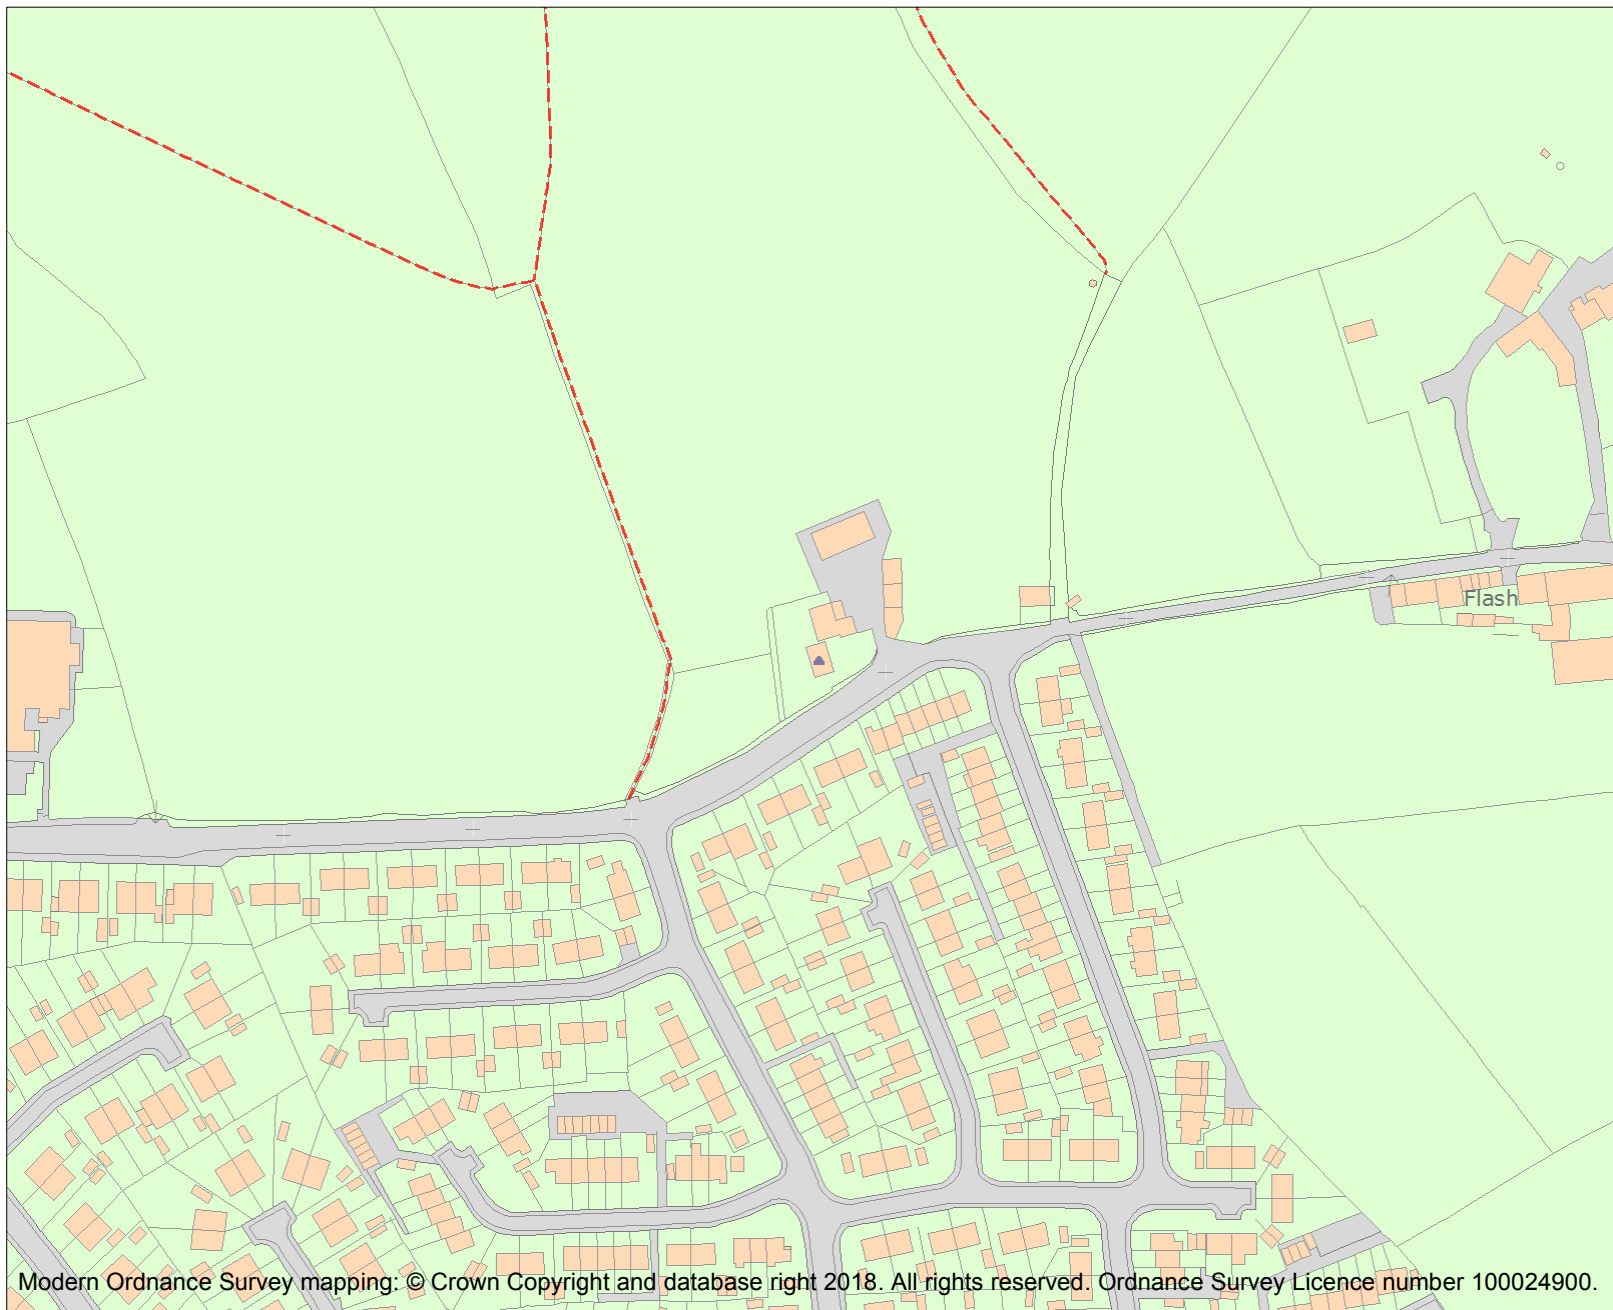 Flash
Modern Ordnance Survey mapping: © Crown Copyright and database right 2018. All rights reserved. Ordnance Survey Licence number 100024900.